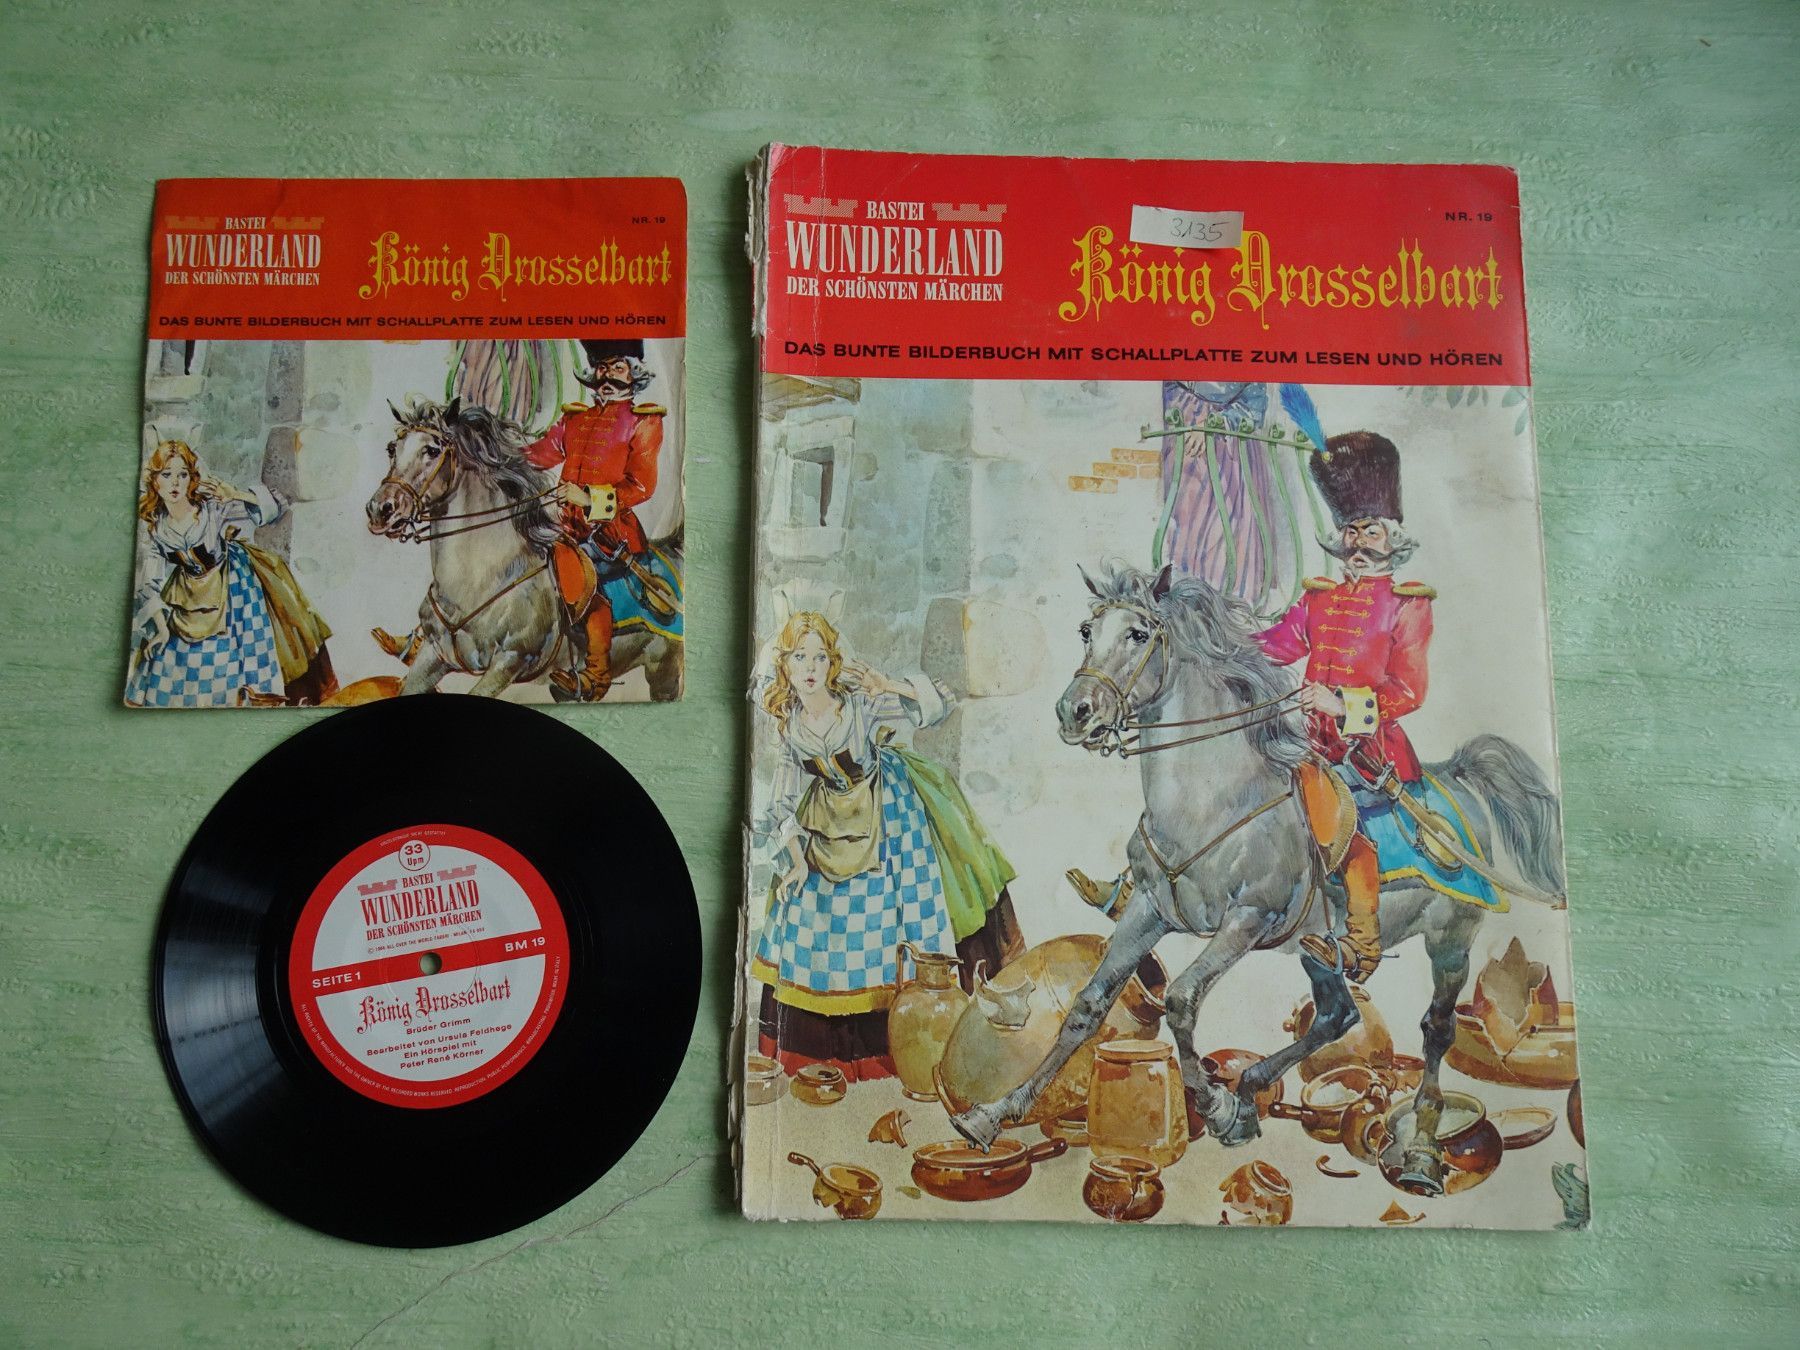 BASTEI
WUNDERLAND
DER SCHÖNSTEN MÄRCHEN
NR. 19
König Drosselbart
DAS BUNTE BILDERBUCH MIT SCHALLPLATTE ZUM LESEN UND HÖREN
BASTEI
WUNDERLAND
DER SCHÖNSTEN MÄRCHEN
3135
NR. 19
König Drosselbart
DAS BUNTE BILDERBUCH MIT SCHALLPLATTE ZUM LESEN UND HÖREN
33
Upm
BASTEI
WUNDERLAND
DER SCHÖNSTEN MÄRCHEN
BM 19
SEITE 1
König Drosselbart
Brüder Grimm
Bearbeitet von Ursula Feldhege
Ein Hörspiel mit
Peter René Körner